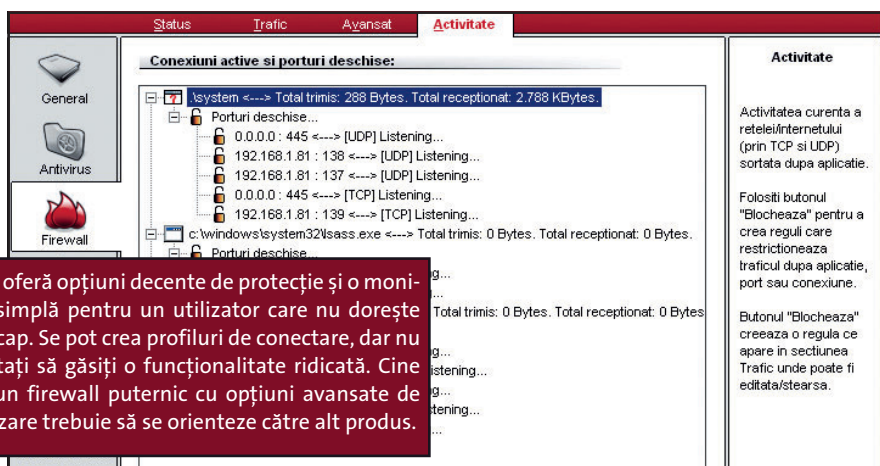 Status Trafic Avansat Activitate
General
Antivirus
Firewall
Conexiuni active si porturi deschise:
.\system <---> Total trimis: 288 Bytes. Total receptionat: 2.788 KBytes.
Porturi deschise...
0.0.0.0 : 445 <---> [UDP] Listening...
192.168.1.81 : 138 <---> [UDP] Listening...
192.168.1.81 : 137 <---> [UDP] Listening...
0.0.0.0 : 445 <---> [TCP] Listening...
192.168.1.81 : 139 <---> [TCP] Listening...
c:\windows\system32\lsass.exe <---> Total trimis: 0 Bytes. Total receptionat: 0 Bytes.
Porturi deschise...
Total trimis: 0 Bytes. Total receptionat: 0 Bytes
istening...
oferă opțiuni decente de protecție și o moni-
simplă pentru un utilizator care nu dorește
cap. Se pot crea profiluri de conectare, dar nu
tați să găsiți o funcționalitate ridicată. Cine
un firewall puternic cu opțiuni avansate de
zare trebuie să se orienteze către alt produs.
Activitate
Activitatea curenta a
retelei/internetului
(prin TCP si UDP)
sortata dupa aplicatie.
Folositi butonul
"Blocheaza" pentru a
crea reguli care
restrictioneaza
traficul dupa aplicatie,
port sau conexiune.
Butonul "Blocheaza"
creeaza o regula ce
apare in sectiunea
Trafic unde poate fi
editata/stearsa.